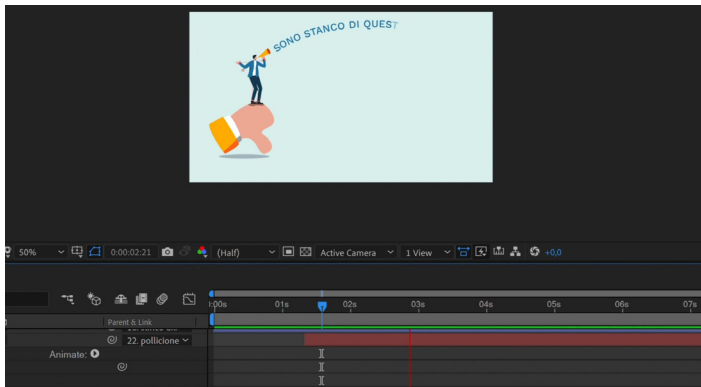 SONO STANCO DI QUEST
50%
0:00:02:21
(Half)
Active Camera
1 View
+0,0
:00s 01s 02s 03s 04s 05s 06s 07s
Parent & Link
22. pollicione
Animate: